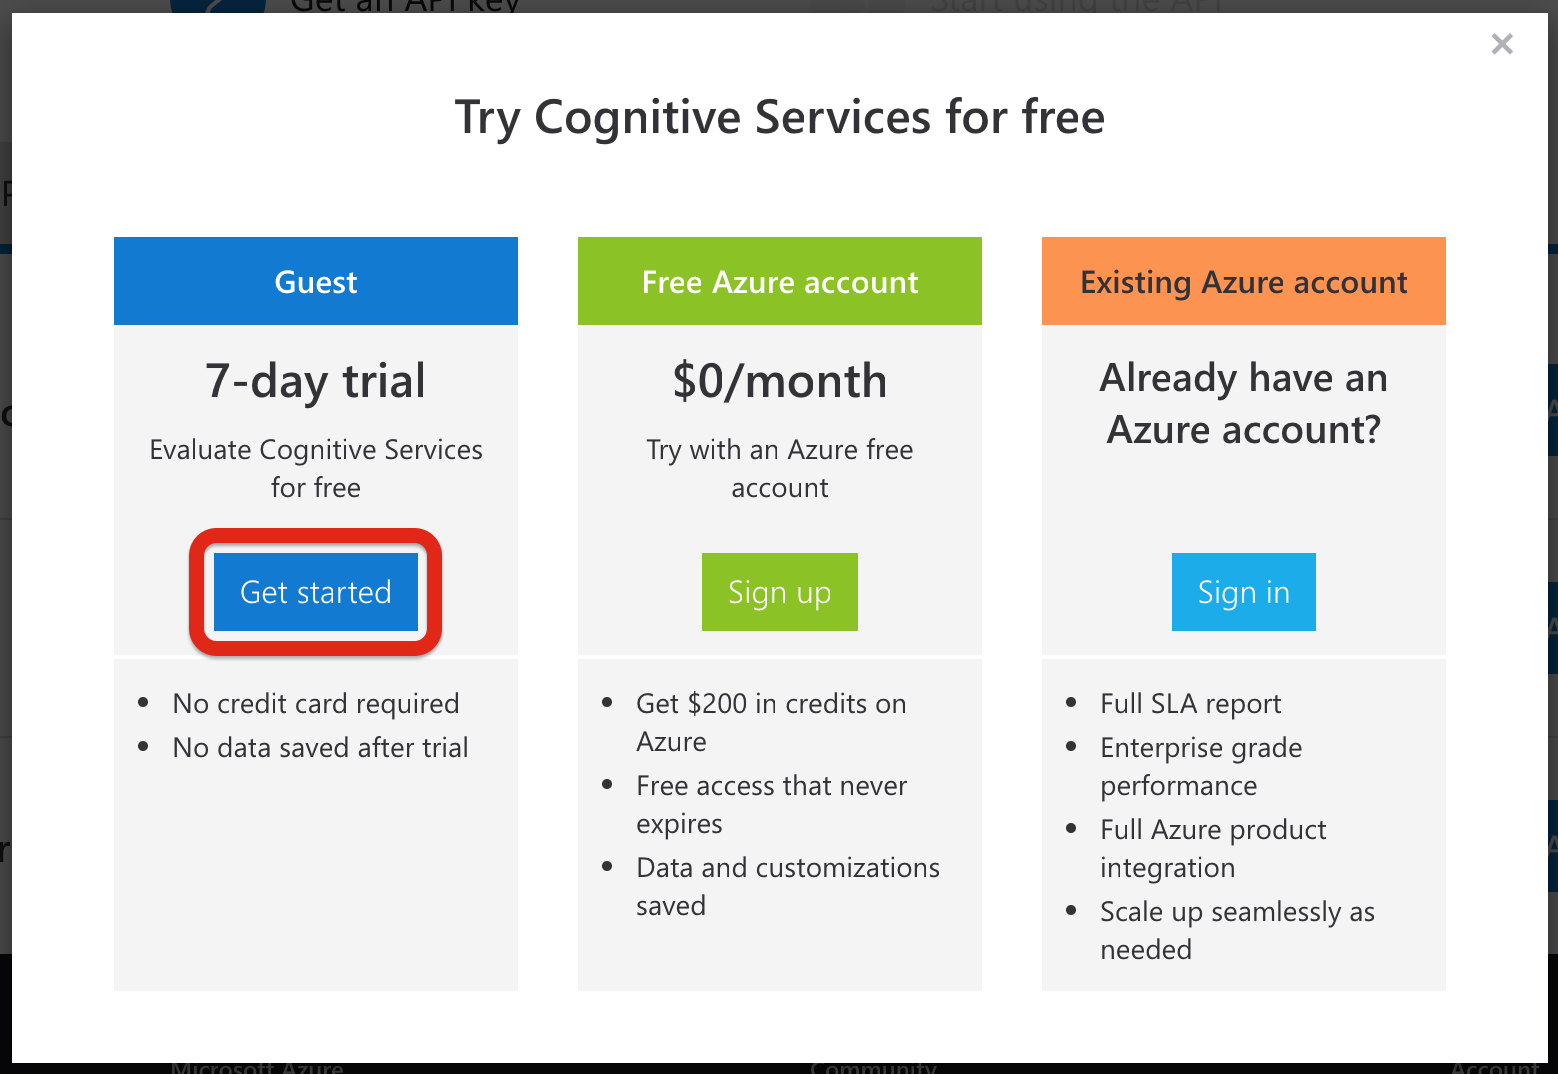 Get an API key
Start using the API
Try Cognitive Services for free
Guest
7-day trial
Evaluate Cognitive Services
for free
Get started
• No credit card required
• No data saved after trial
Free Azure account
$0/month
Try with an Azure free
account
Sign up
• Get $200 in credits on
Azure
• Free access that never
expires
• Data and customizations
saved
Existing Azure account
Already have an
Azure account?
Sign in
• Full SLA report
• Enterprise grade
performance
• Full Azure product
integration
• Scale up seamlessly as
needed
Microsoft Azure
Community
Account